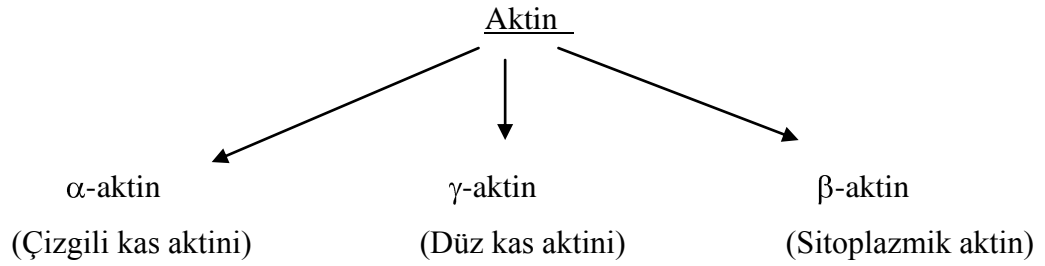 Aktin
α-aktin γ-aktin β-aktin
(Çizgili kas aktini) (Düz kas aktini) (Sitoplazmik aktin)